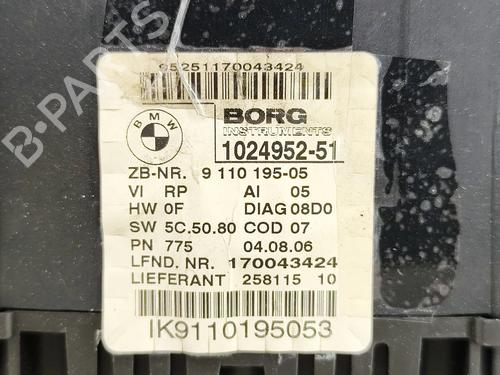 95251170043424
BMW
BORG
INSTRUMENTS
1024952-51
ZB-NR. 9 110 195-05
VI RP AI 05
HW 0F DIAG 08D0
SW 5C.50.80 COD 07
PN 775 04.08.06
LFND. NR. 170043424
LIEFERANT 258115 10
IK9110195053
B-PARTS